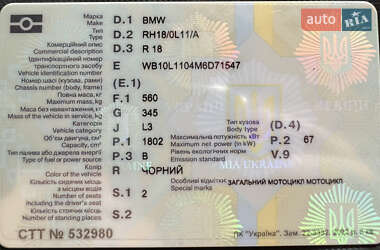 auto RIA
Марка
Make
D.1 BMW
Тип
Type
D.2 RH18/0L11/A
Комерційний опис
Commercial description
D.3 R 18
Ідентифікаційний номер
транспортного засобу
E WB10L1104M6D71547
Vehicle identification number
Номер шасі (кузова, рами)
Chassis number (body, frame)
(E.1)
Повна маса, кг
Maximum mass, kg
F.1 560
Маса без навантаження, кг
Mass of the vehicle in service, kg
G 345
Категорія
Vehicle category
J L3
Тип кузова
Body type
(D.4)
Об'єм двигуна, см³
Capacity, cm³
P.1 1802
Максимальна потужність, кВт
Maximum net power (in kW)
P.2 67
Тип палива або джерела енергії
Type of fuel or power source
P.3 B
Рівень екологічних норм
Emission standard
V.9
Колір
Color of the vehicle
R ЧОРНИЙ
Особливі відмітки
Special marks
ЗАГАЛЬНИЙ МОТОЦИКЛ МОТОЦИКЛ
Кількість сидячих місць
з місцем водія
Number of seats
including the driver's seat
S.1 2
Кількість стоячих місць
Number of standing places
S.2
CTT № 532980
ПК "Україна".